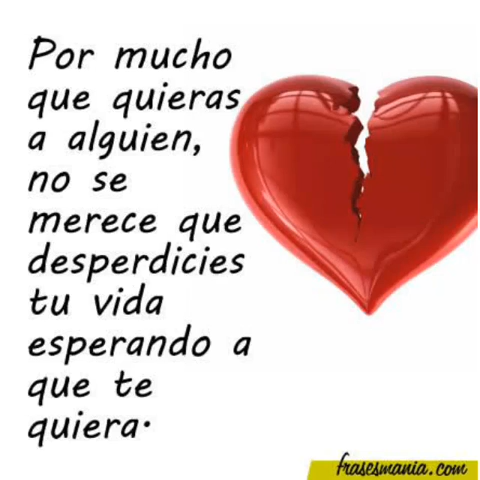 Por mucho
que quieras
a alguien,
no se
merece que
desperdicies
tu vida
esperando a
que te
quiera.
frasesmania.com